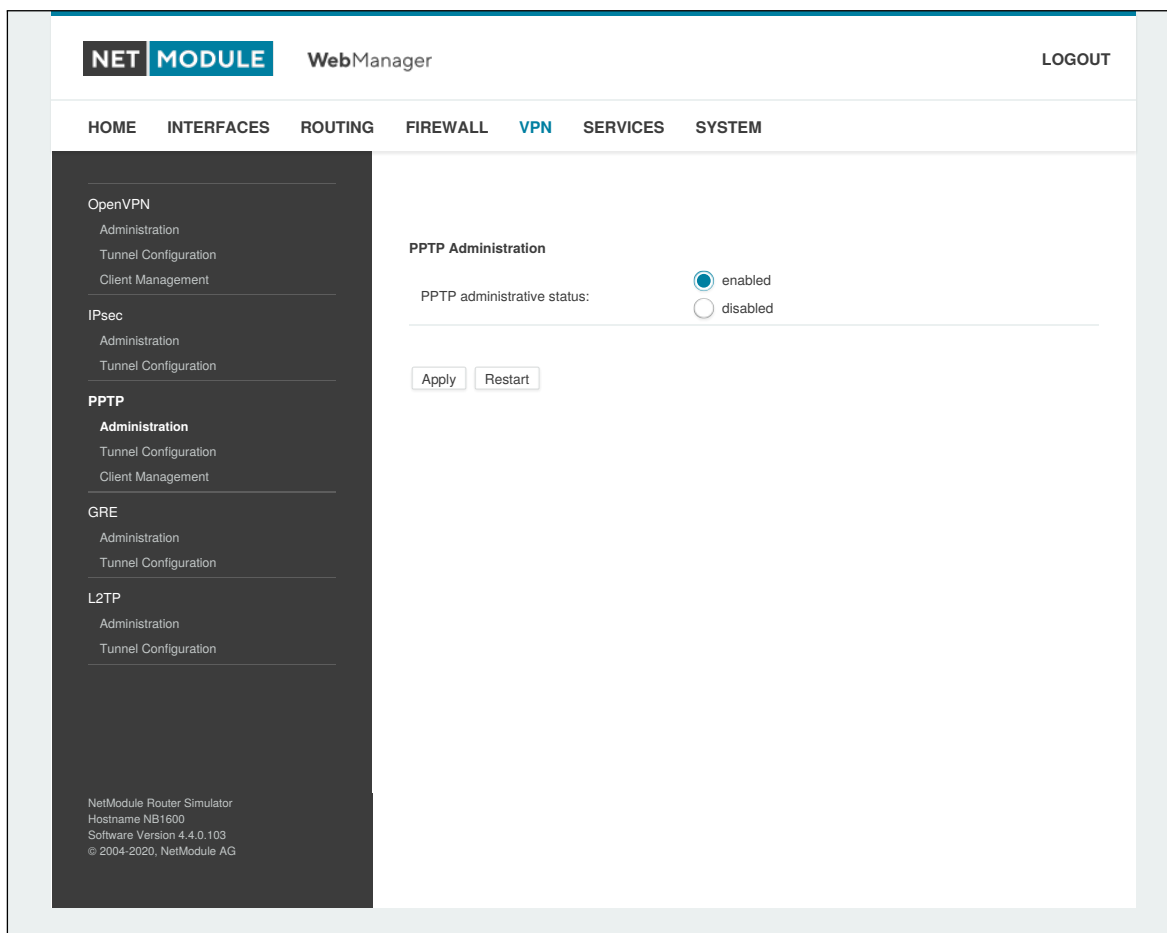 NET MODULE WebManager LOGOUT
HOME INTERFACES ROUTING FIREWALL VPN SERVICES SYSTEM
OpenVPN
Administration
Tunnel Configuration
Client Management
IPsec
Administration
Tunnel Configuration
PPTP
Administration
Tunnel Configuration
Client Management
GRE
Administration
Tunnel Configuration
L2TP
Administration
Tunnel Configuration
NetModule Router Simulator
Hostname NB1600
Software Version 4.4.0.103
© 2004-2020, NetModule AG
PPTP Administration
PPTP administrative status:
enabled
disabled
Apply Restart